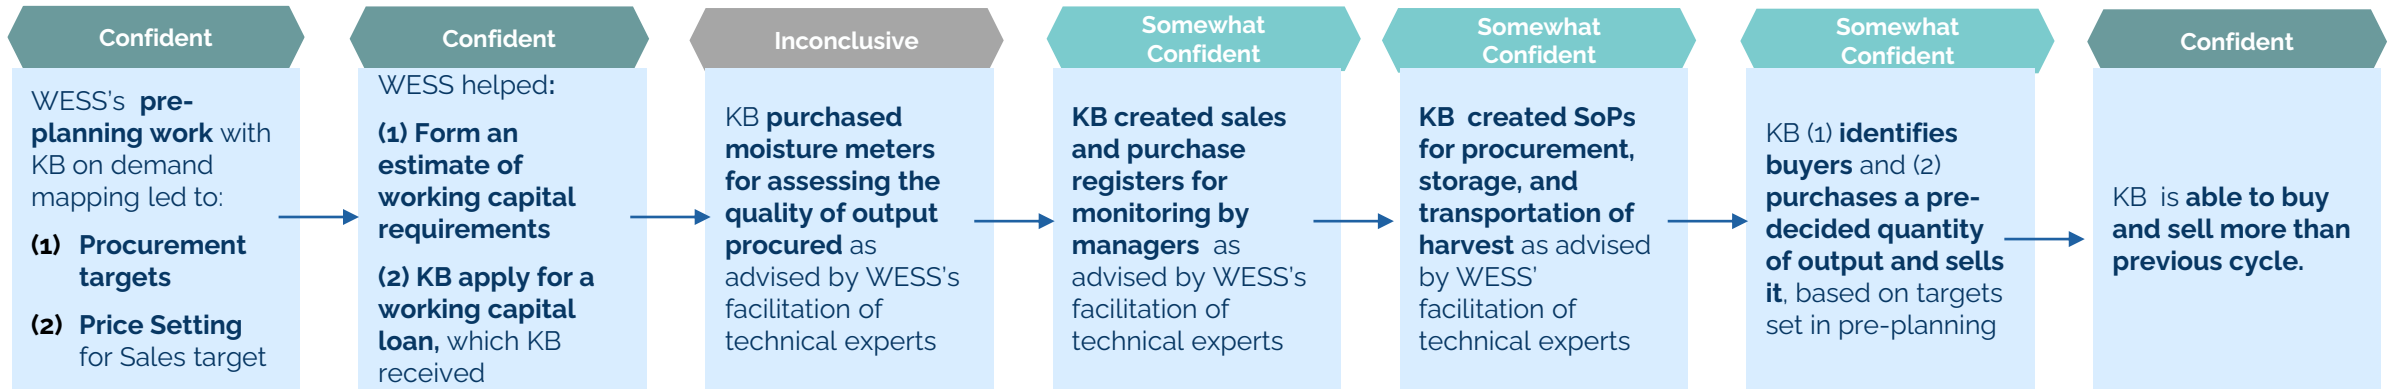 Confident
WESS's pre-
planning work with
KB on demand
mapping led to:
(1) Procurement
targets
(2) Price Setting
for Sales target
Confident
WESS helped:
(1) Form an
estimate of
working capital
requirements
(2) KB apply for a
working capital
loan, which KB
received
Inconclusive
KB purchased
moisture meters
for assessing the
quality of output
procured as
advised by WESS's
facilitation of
technical experts
Somewhat
Confident
KB created sales
and purchase
registers for
monitoring by
managers as
advised by WESS's
facilitation of
technical experts
Somewhat
Confident
KB created SoPs
for procurement,
storage, and
transportation of
harvest as advised
by WESS'
facilitation of
technical experts
Somewhat
Confident
KB (1) identifies
buyers and (2)
purchases a pre-
decided quantity
of output and sells
it, based on targets
set in pre-planning
Confident
KB is able to buy
and sell more than
previous cycle.